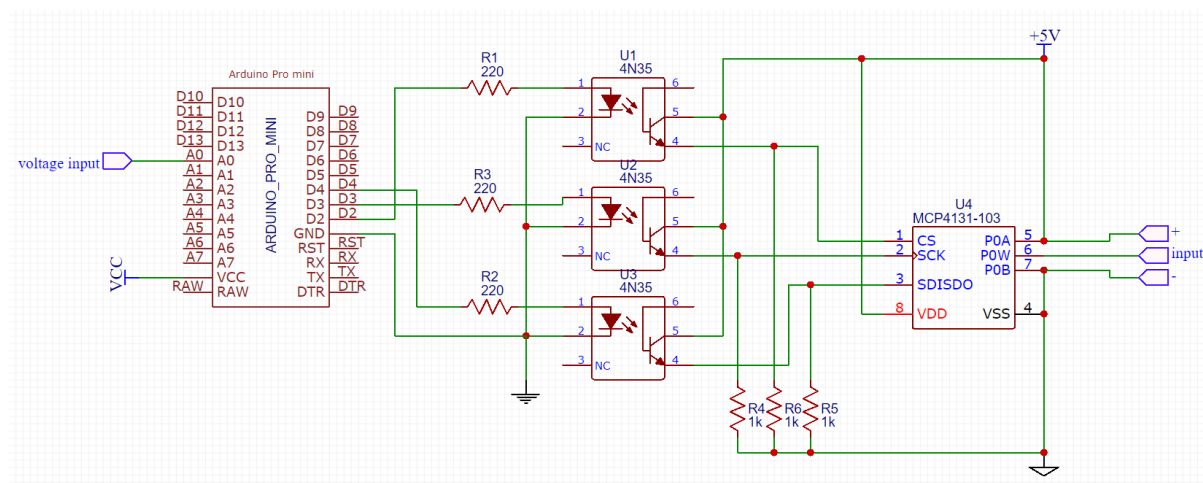 +5V
Arduino Pro mini
ARDUINO_PRO_MINI
D10 D10
D11 D11
D12 D12
D13 D13
voltage input
A0 A0
A1 A1
A2 A2
A3 A3
A4 A4
A5 A5
A6 A6
A7 A7
VCC VCC
RAW RAW
D9 D9
D8 D8
D7 D7
D6 D6
D5 D5
D4 D4
D3 D3
D2 D2
GND
RST RST
RX RX
TX TX
DTR DTR
R1
220
R3
220
R2
220
U1
4N35
1 6
2 5
3 NC 4
U2
4N35
1 6
2 5
3 NC 4
U3
4N35
1 6
2 5
3 NC 4
R4
1k
R6
1k
R5
1k
U4
MCP4131-103
1 CS P0A 5
2 SCK P0W 6
P0B 7
3 SDISDO
8 VDD VSS 4
+
input
-